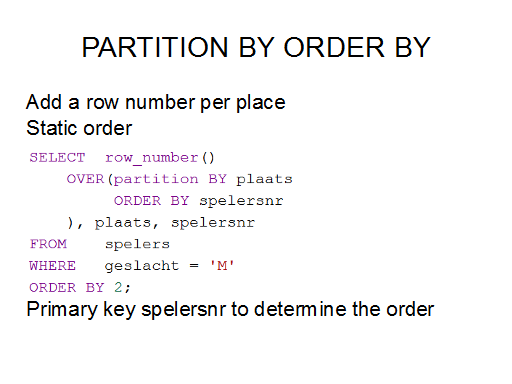 PARTITION BY ORDER BY
Add a row number per place
Static order
SELECT row_number()
OVER(partition BY plaats
ORDER BY spelersnr
), plaats, spelersnr
FROM spelers
WHERE geslacht = 'M'
ORDER BY 2;
Primary key spelersnr to determine the order